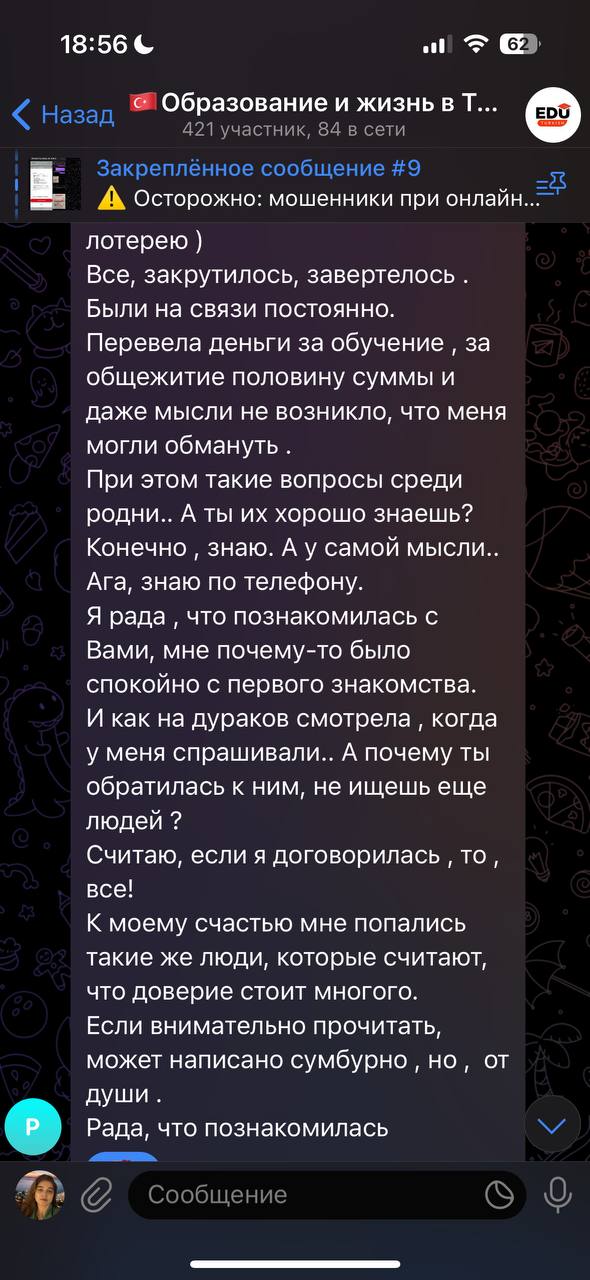 18:56
62
Назад
🇹🇷Образование и жизнь в Т...
421 участник, 84 в сети
EDU
Закреплённое сообщение #9
⚠️ Осторожно: мошенники при онлайн...
лотерею )
Все, закрутилось, завертелось .
Были на связи постоянно.
Перевела деньги за обучение , за
общежитие половину суммы и
даже мысли не возникло, что меня
могли обмануть .
При этом такие вопросы среди
родни.. А ты их хорошо знаешь?
Конечно , знаю. А у самой мысли..
Ага, знаю по телефону.
Я рада , что познакомилась с
Вами, мне почему-то было
спокойно с первого знакомства.
И как на дураков смотрела , когда
у меня спрашивали.. А почему ты
обратилась к ним, не ищешь еще
людей ?
Считаю, если я договорилась , то ,
все!
К моему счастью мне попались
такие же люди, которые считают,
что доверие стоит многого.
Если внимательно прочитать,
может написано сумбурно , но ,  от
души .
Рада, что познакомилась
Р
Сообщение